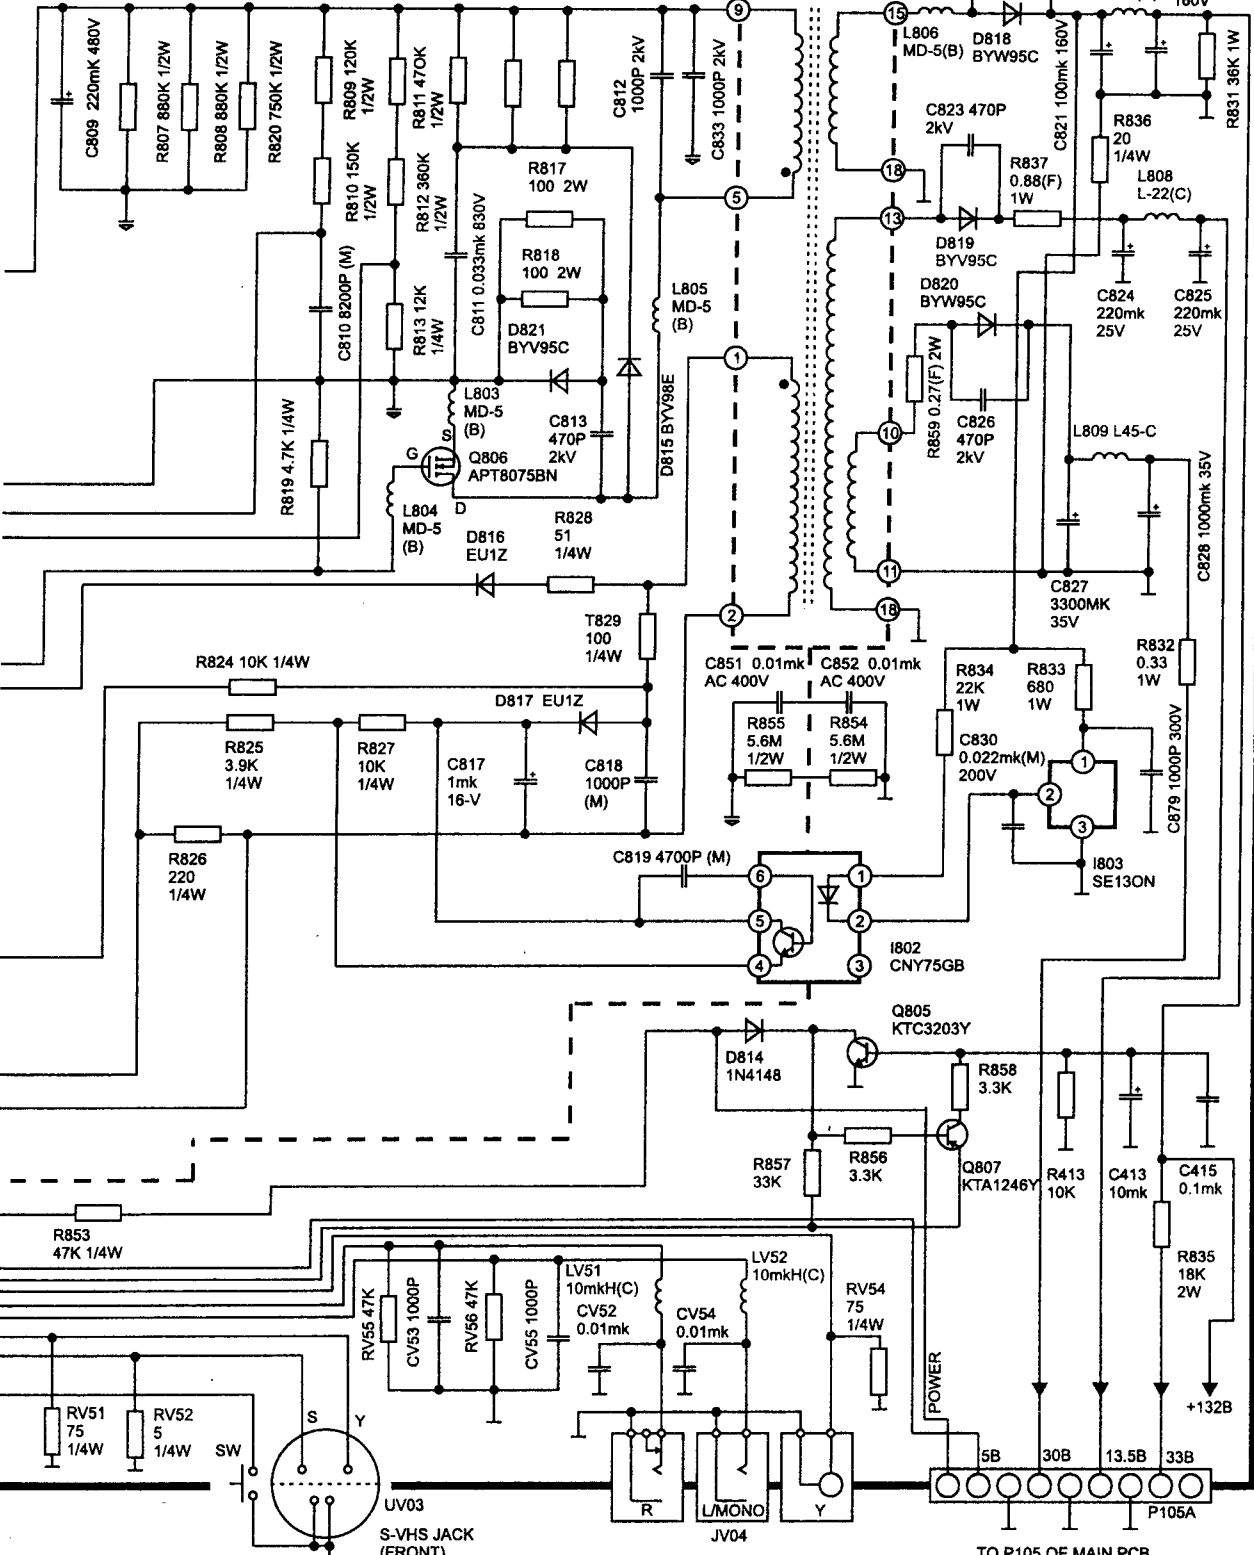 C809 220mK 480V
R807 880K 1/2W
R808 880K 1/2W
R820 750K 1/2W
R809 120K
1/2W
R811 470K
1/2W
C812
1000P 2kV
C833 1000P 2kV
9
15
L806
MD-5(B)
D818
BYW95C
C821 100mk 160V
160V
R831 36K 1W
C823 470P
2kV
R836
20
1/4W
R837
0.88(F)
1W
L808
L-22(C)
R810 150K
1/2W
R812 360K
1/2W
R817
100 2W
5
18
13
D819
BYV95C
C810 8200P (M)
C811 0.033mk 830V
R818
100 2W
L805
MD-5
(B)
D820
BYW95C
C824
220mk
25V
C825
220mk
25V
R813 12K
1/4W
D821
BYV95C
1
R859 0.27(F) 2W
L803
MD-5
(B)
C813
470P
2kV
D815 BYV98E
10
C826
470P
2kV
L809 L45-C
R819 4.7K 1/4W
S
G
Q806
APT8075BN
D
C828 1000mk 35V
L804
MD-5
(B)
D816
EU1Z
R828
51
1/4W
11
C827
3300MK
35V
2
18
T829
100
1/4W
R824 10K 1/4W
C851 0.01mk
AC 400V
C852 0.01mk
AC 400V
R834
22K
1W
R833
680
1W
R832
0.33
1W
D817 EU1Z
R825
3.9K
1/4W
R827
10K
1/4W
C817
1mk
16-V
C818
1000P
(M)
R855
5.6M
1/2W
R854
5.6M
1/2W
C830
0.022mk(M)
200V
1
2
3
C879 1000P 300V
R826
220
1/4W
C819 4700P (M)
6
5
4
1
2
3
I803
SE13ON
I802
CNY75GB
Q805
KTC3203Y
D814
1N4148
R858
3.3K
R857
33K
R856
3.3K
Q807
KTA1246Y
R413
10K
C413
10mk
C415
0.1mk
R853
47K 1/4W
R835
18K
2W
RV55 47K
CV53 1000P
RV56 47K
CV55 1000P
LV51
10mkH(C)
CV52
0.01mk
LV52
10mkH(C)
CV54
0.01mk
RV54
75
1/4W
POWER
+132B
RV51
75
1/4W
RV52
5
1/4W
SW
S
Y
UV03
S-VHS JACK
(FRONT)
R
L/MONO
Y
JV04
5B
30B
13.5B
33B
P105A
TO P105 OF MAIN PCB